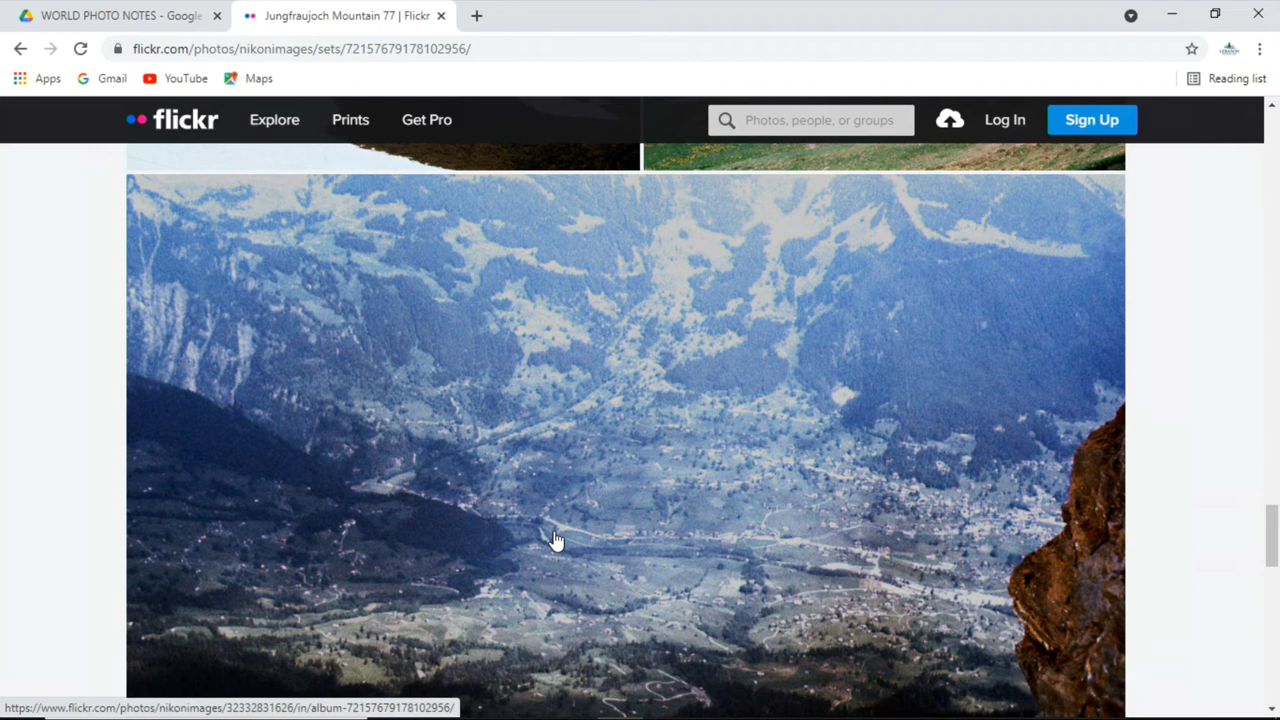 WORLD PHOTO NOTES - Google
Jungfraujoch Mountain 77 | Flickr
flickr.com/photos/nikonimages/sets/72157679178102956/
Apps
Gmail
YouTube
Maps
Reading list
flickr
Explore
Prints
Get Pro
Photos, people, or groups
Log In
Sign Up
https://www.flickr.com/photos/nikonimages/32332831626/in/album-72157679178102956/